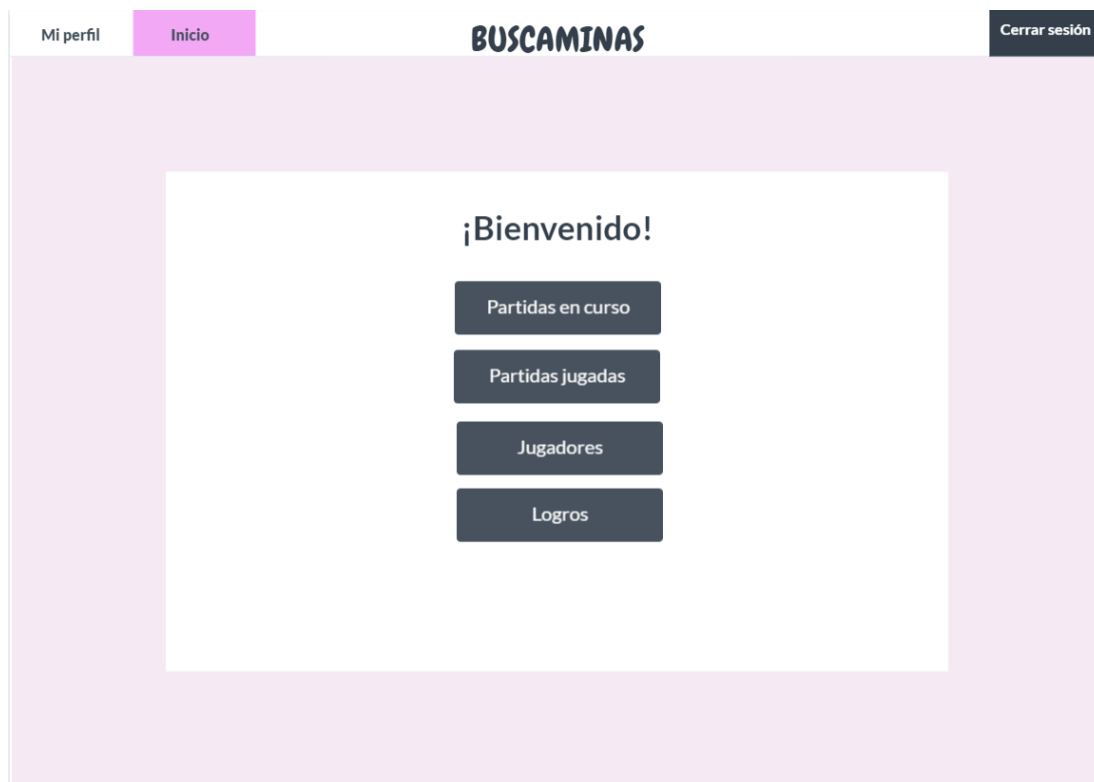 Mi perfil
Inicio
BUSCAMINAS
Cerrar sesión
¡Bienvenido!
Partidas en curso
Partidas jugadas
Jugadores
Logros